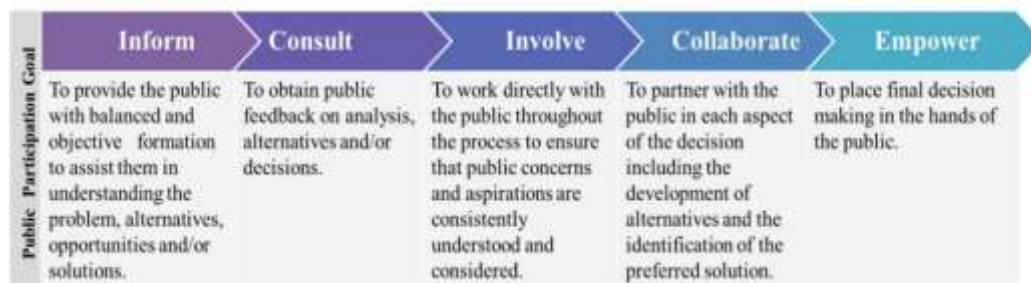 Inform
Consult
Involve
Collaborate
Empower
Public Participation Goal
To provide the public
with balanced and
objective formation
to assist them in
understanding the
problem, alternatives,
opportunities and/or
solutions.
To obtain public
feedback on analysis,
alternatives and/or
decisions.
To work directly with
the public throughout
the process to ensure
that public concerns
and aspirations are
consistently
understood and
considered.
To partner with the
public in each aspect
of the decision
including the
development of
alternatives and the
identification of the
preferred solution.
To place final decision
making in the hands of
the public.